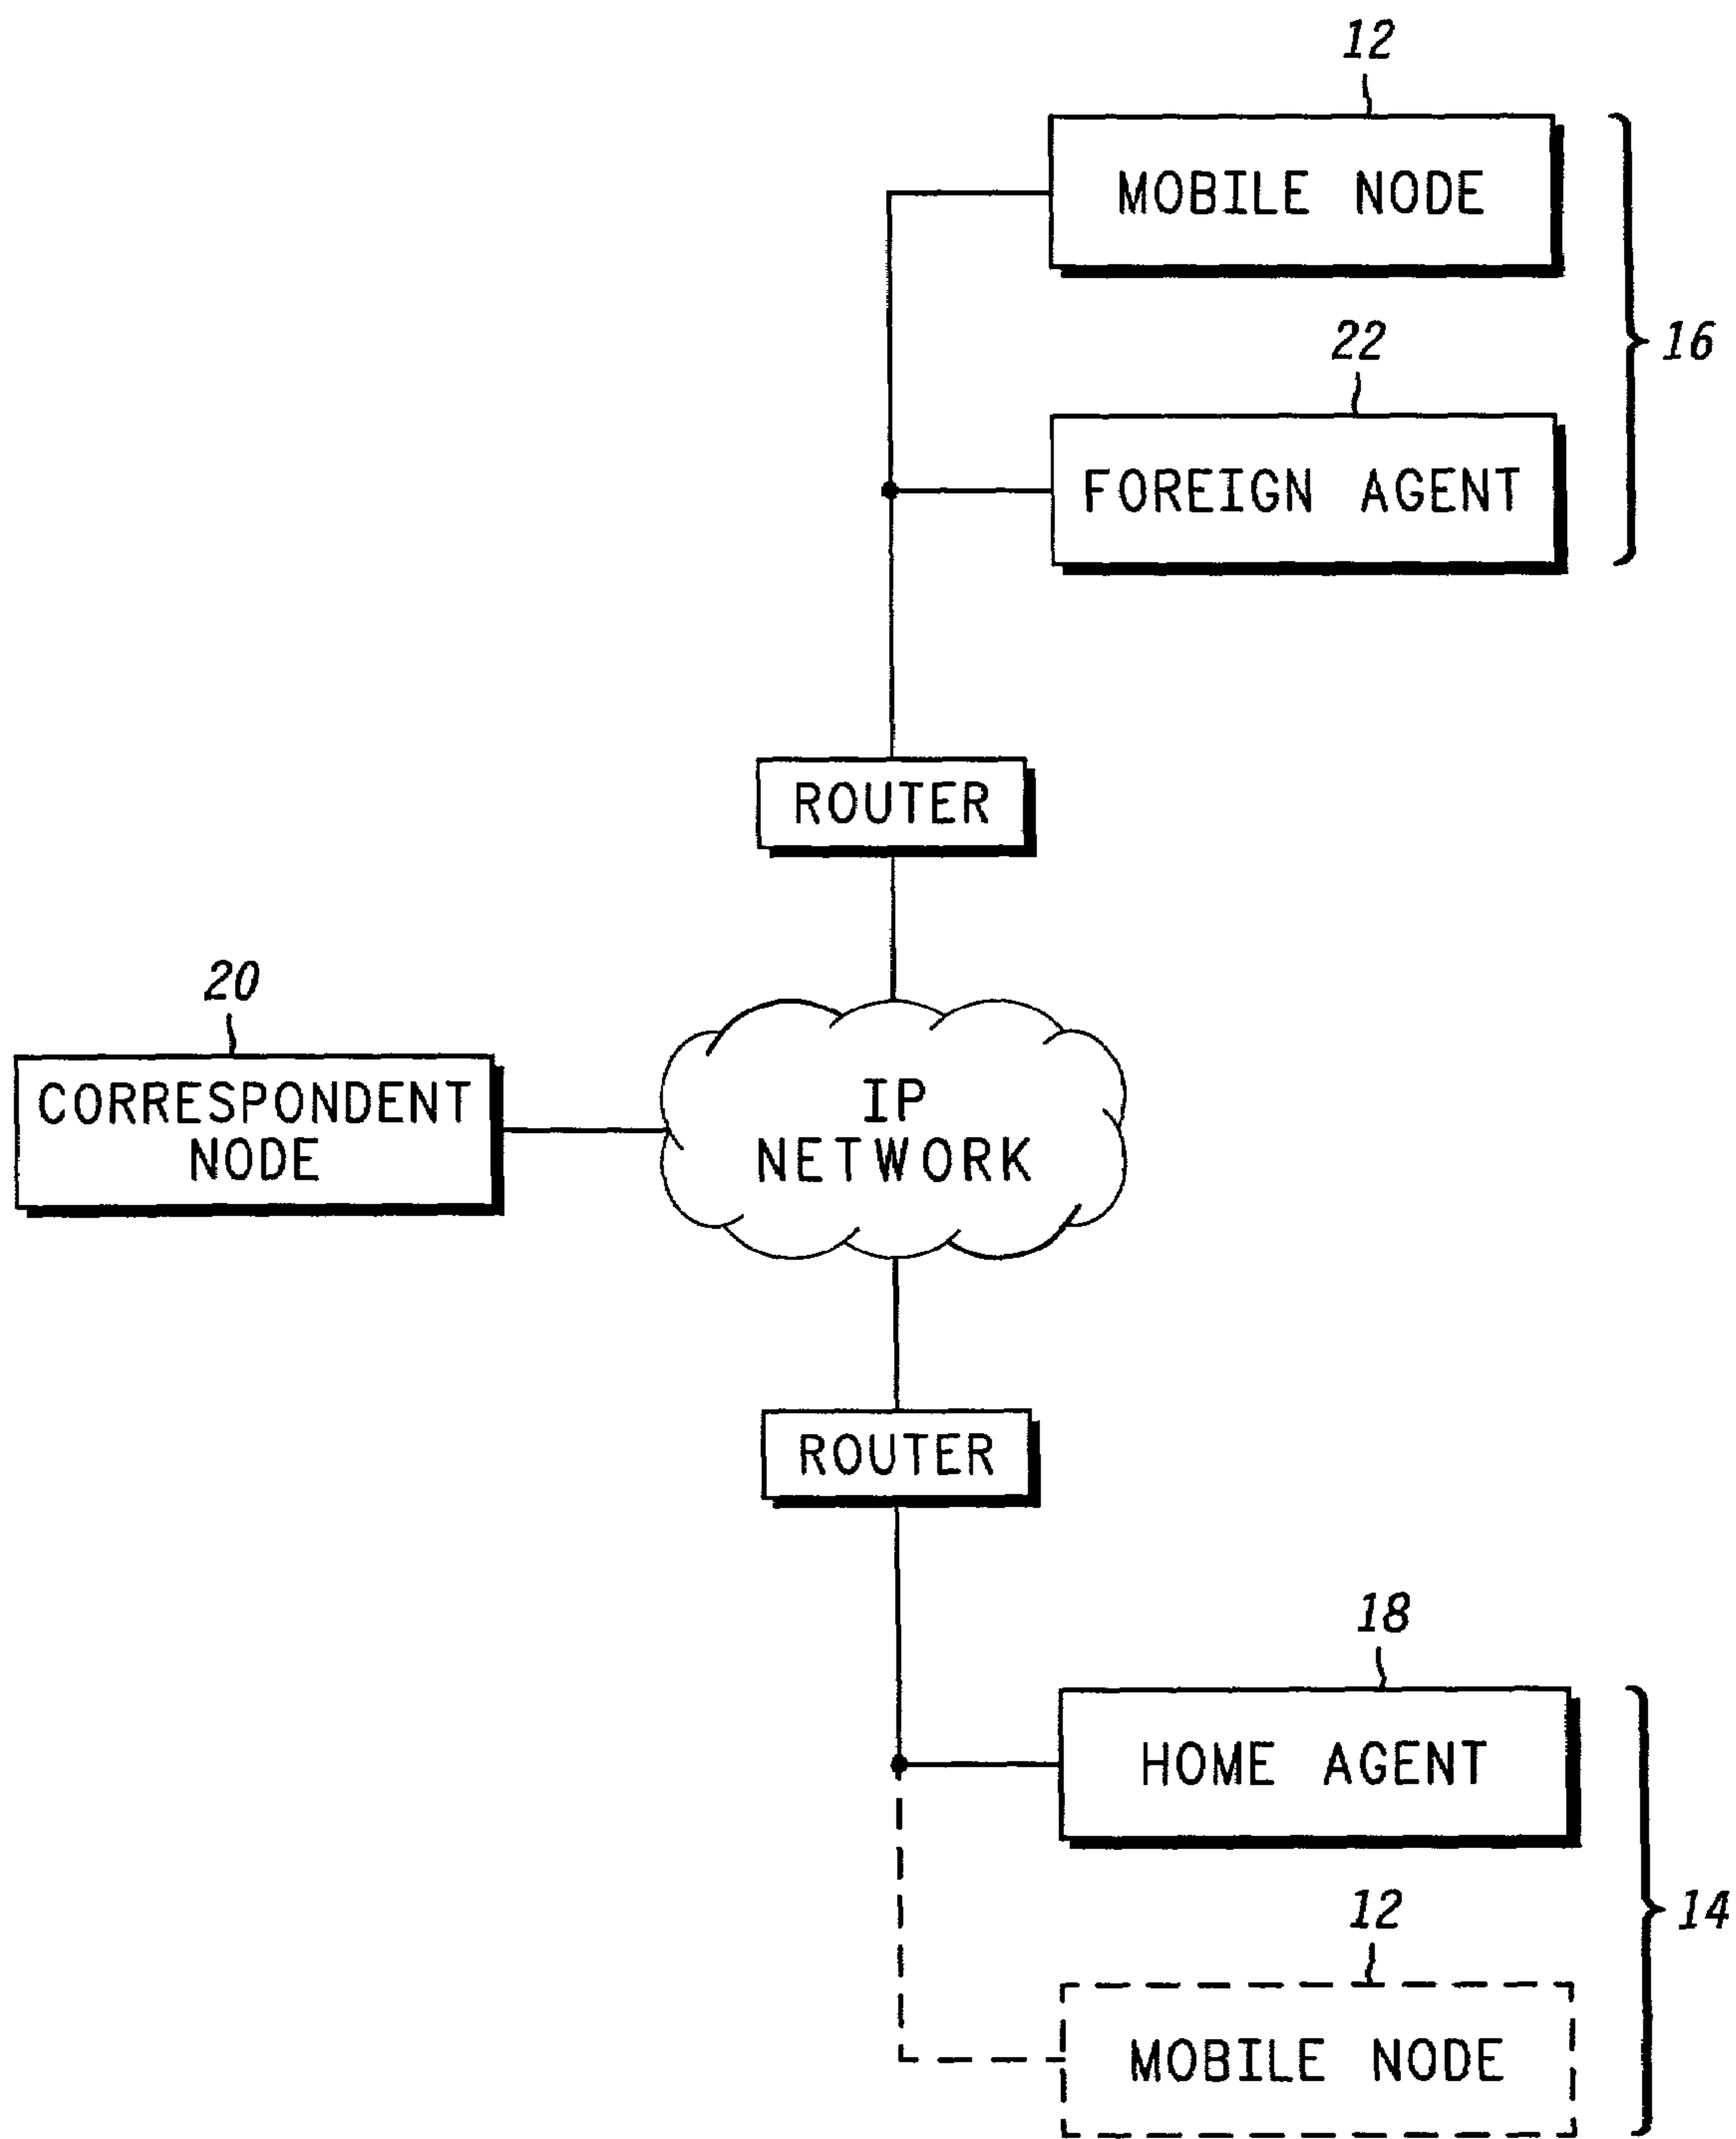 12
MOBILE NODE
16
22
FOREIGN AGENT
ROUTER
20
CORRESPONDENT
NODE
IP
NETWORK
ROUTER
18
HOME AGENT
14
12
MOBILE NODE